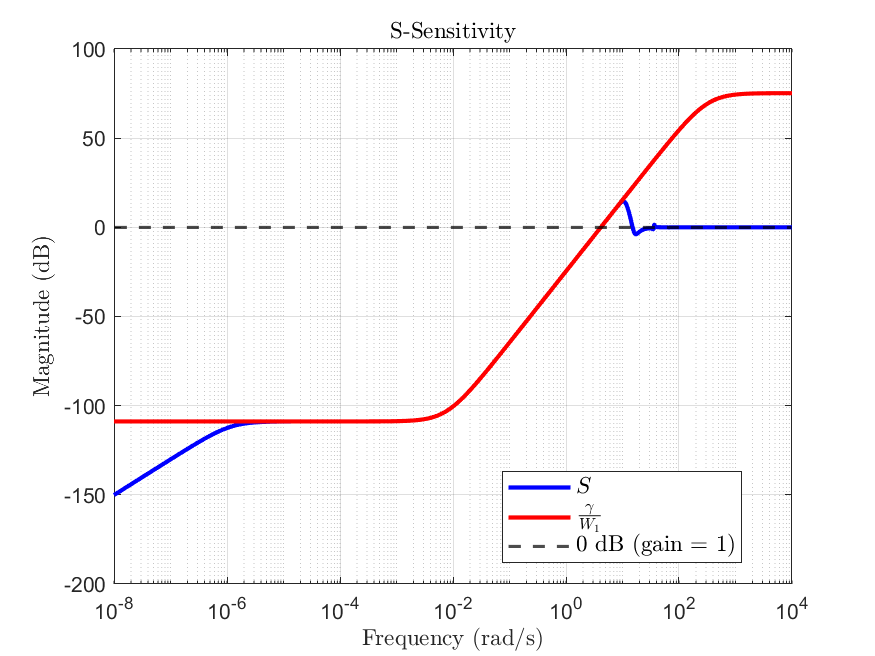 S-Sensitivity
100
50
0
-50
-100
-150
-200
Magnitude (dB)
10^-8 10^-6 10^-4 10^-2 10^0 10^2 10^4
Frequency (rad/s)
S
γ/W₁
0 dB (gain = 1)